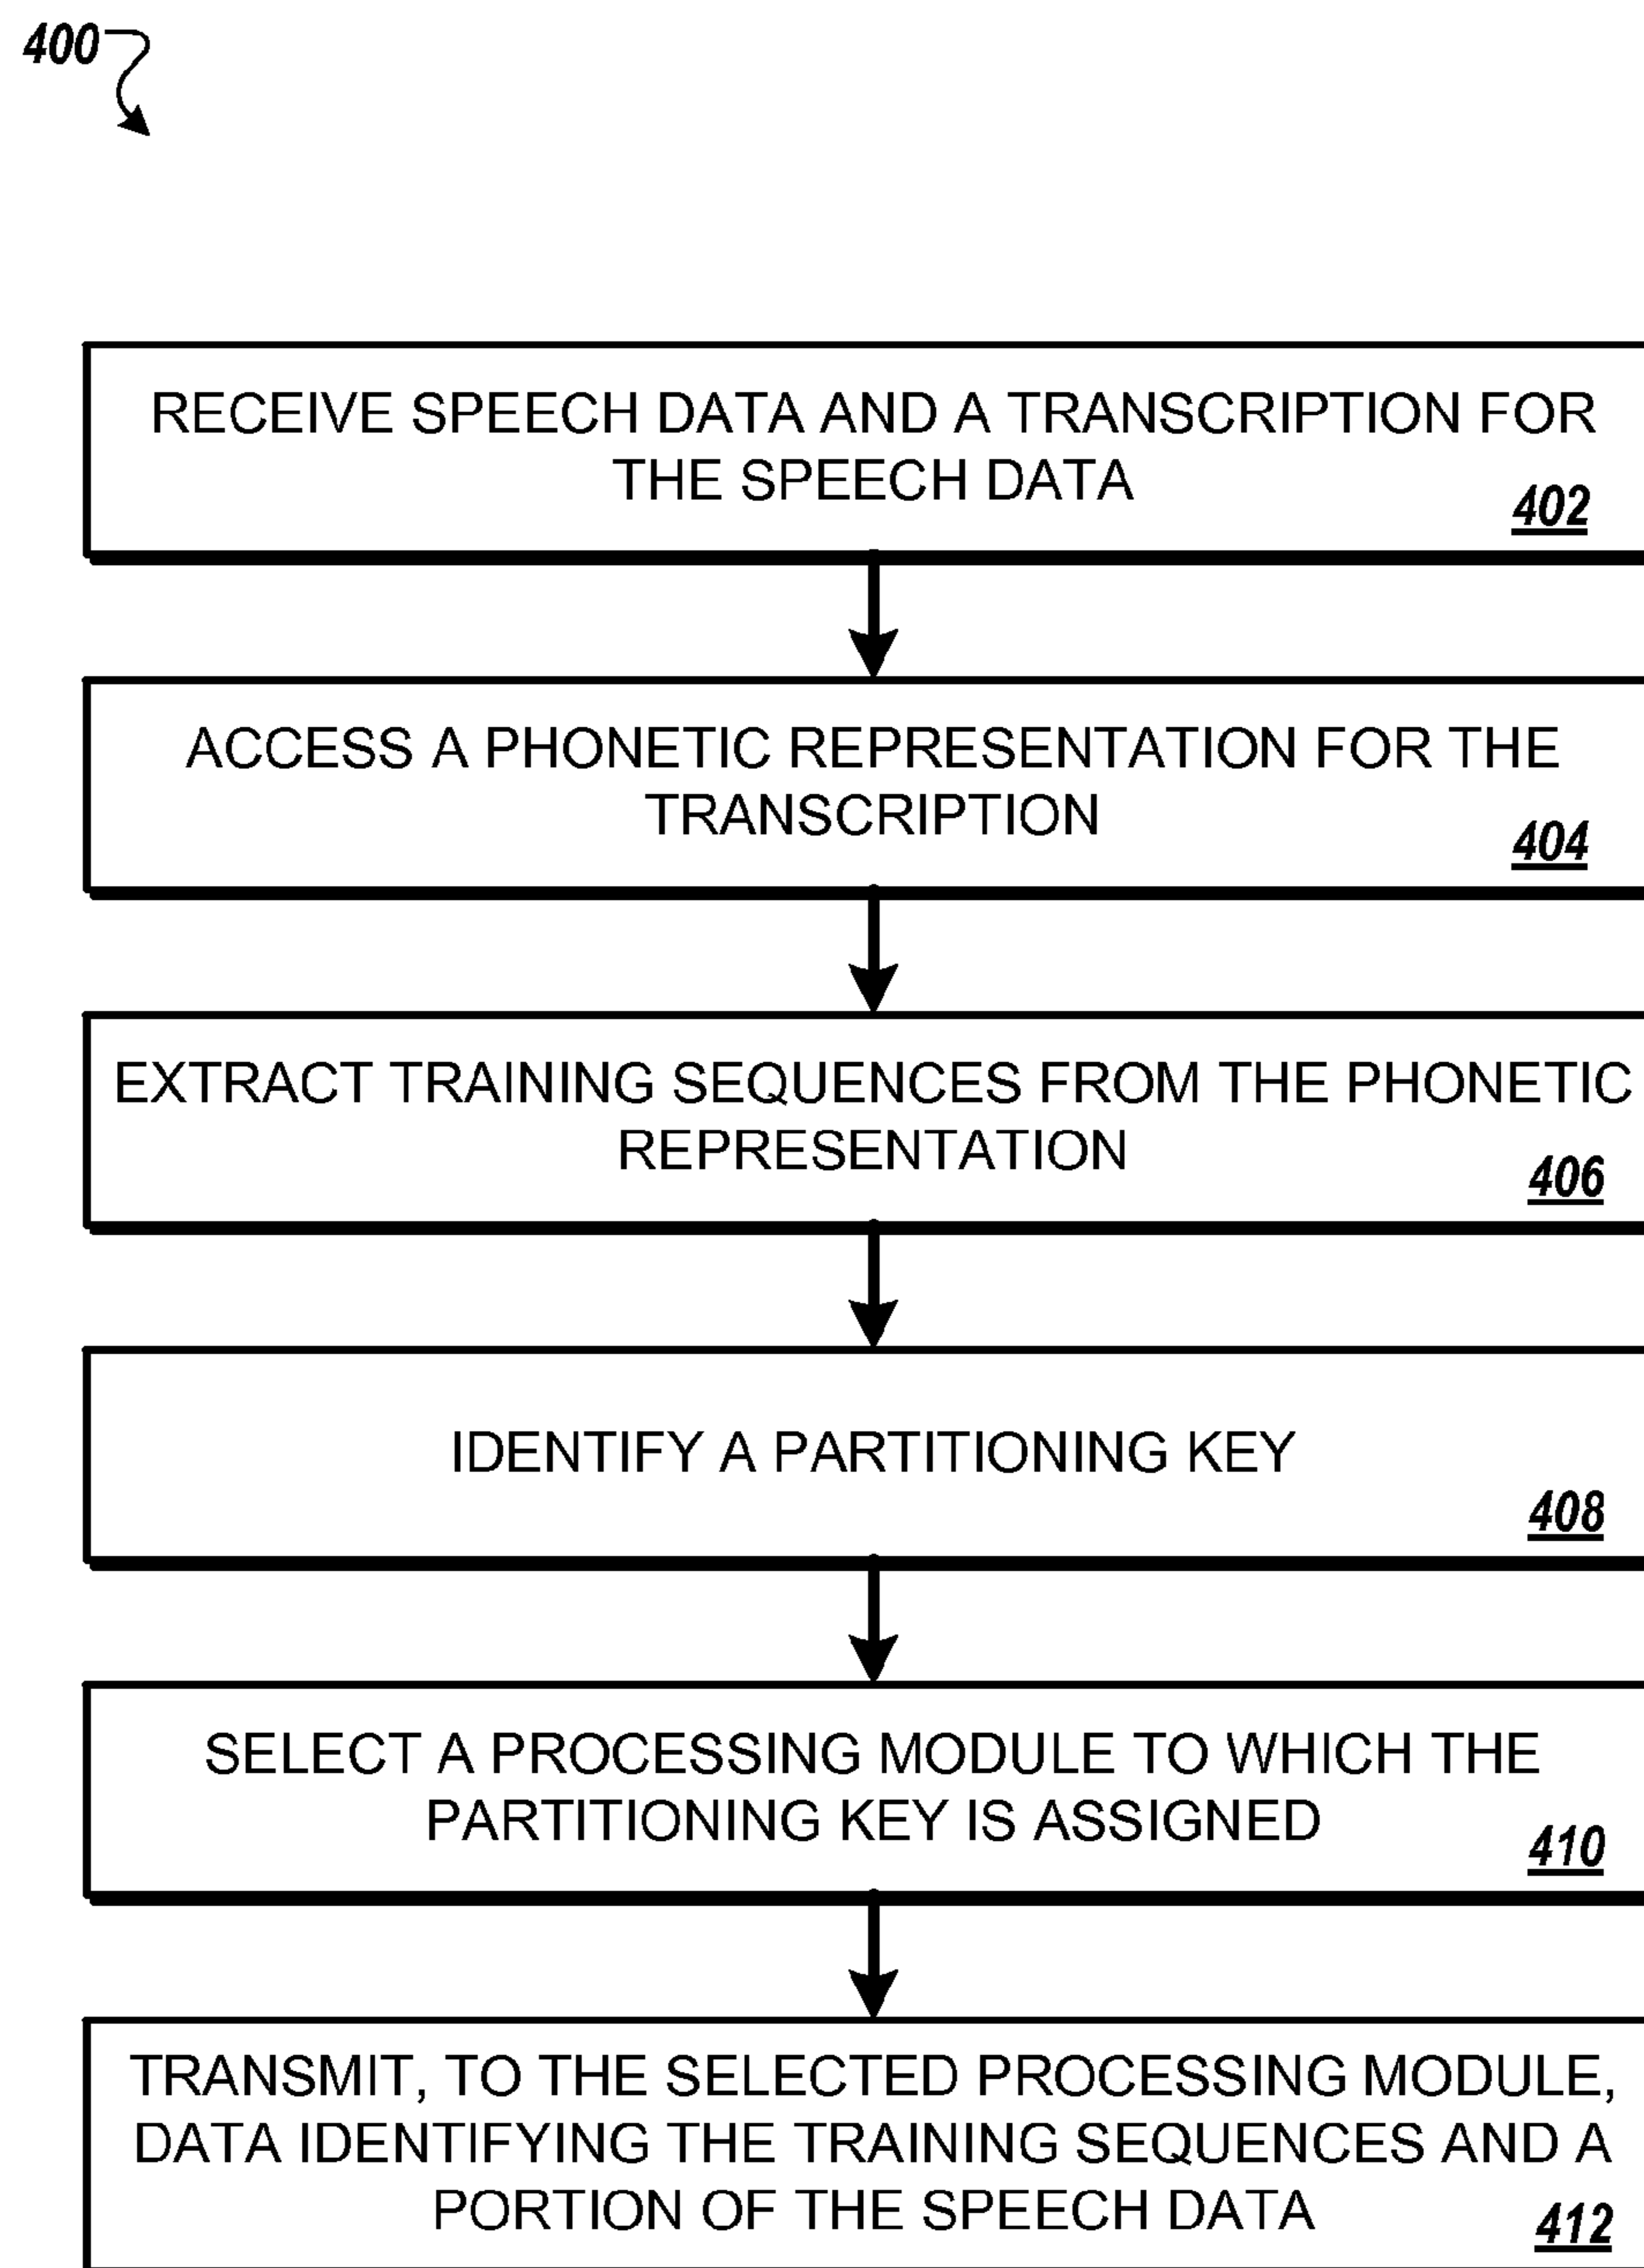 400
RECEIVE SPEECH DATA AND A TRANSCRIPTION FOR
THE SPEECH DATA
402
ACCESS A PHONETIC REPRESENTATION FOR THE
TRANSCRIPTION
404
EXTRACT TRAINING SEQUENCES FROM THE PHONETIC
REPRESENTATION
406
IDENTIFY A PARTITIONING KEY
408
SELECT A PROCESSING MODULE TO WHICH THE
PARTITIONING KEY IS ASSIGNED
410
TRANSMIT, TO THE SELECTED PROCESSING MODULE,
DATA IDENTIFYING THE TRAINING SEQUENCES AND A
PORTION OF THE SPEECH DATA
412